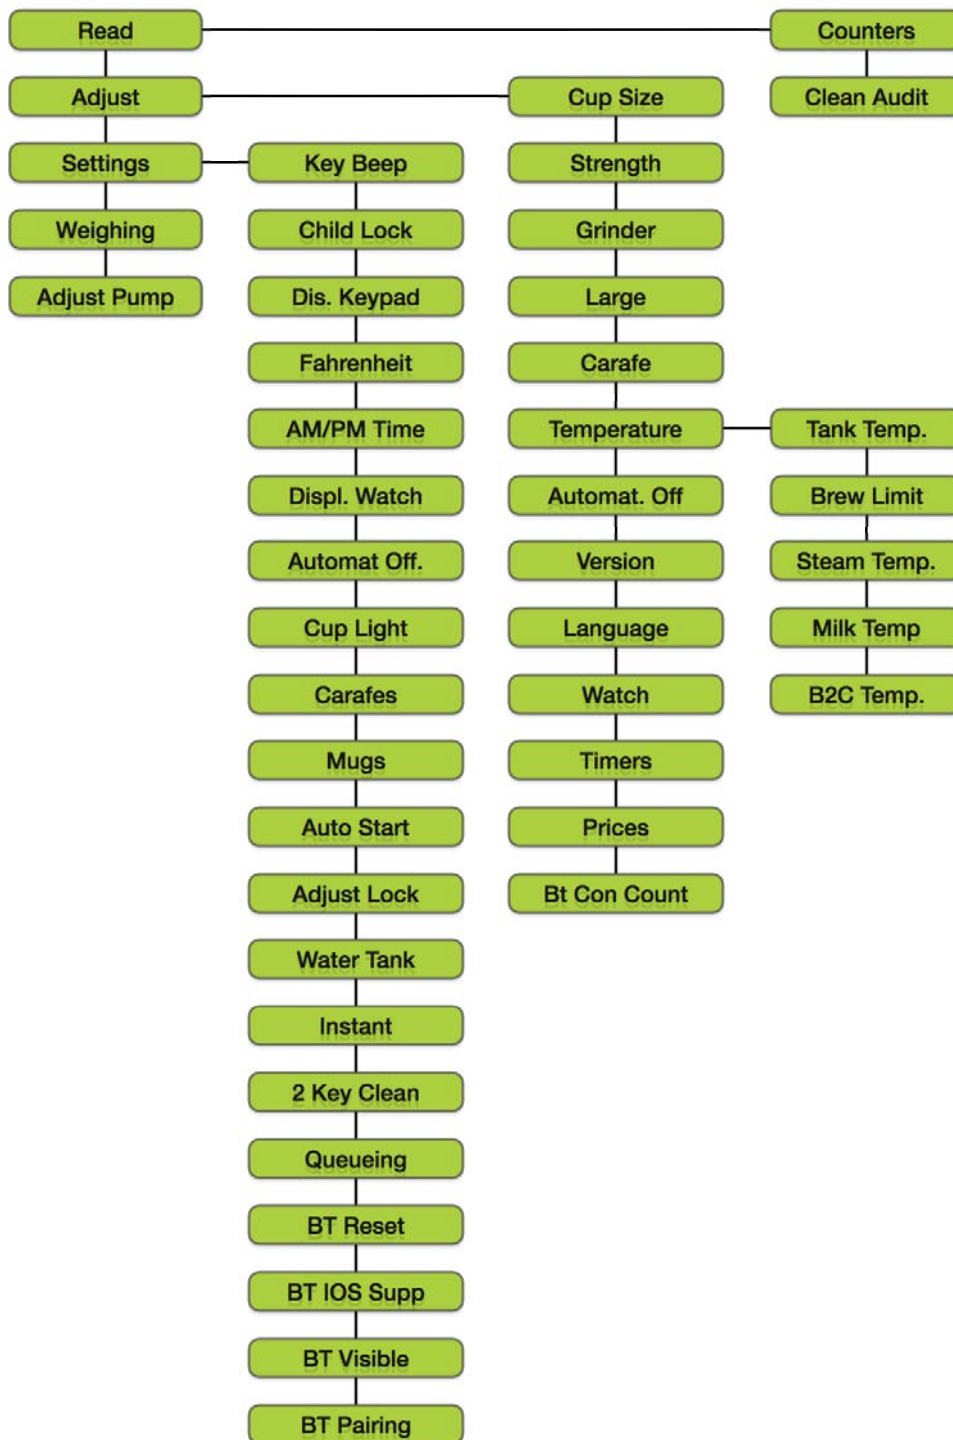 Read
Counters
Adjust
Cup Size
Clean Audit
Settings
Key Beep
Strength
Weighing
Child Lock
Grinder
Adjust Pump
Dis. Keypad
Large
Fahrenheit
Carafe
AM/PM Time
Temperature
Tank Temp.
Displ. Watch
Automat. Off
Brew Limit
Automat Off.
Version
Steam Temp.
Cup Light
Language
Milk Temp
Carafes
Watch
B2C Temp.
Mugs
Timers
Auto Start
Prices
Adjust Lock
Bt Con Count
Water Tank
Instant
2 Key Clean
Queueing
BT Reset
BT IOS Supp
BT Visible
BT Pairing